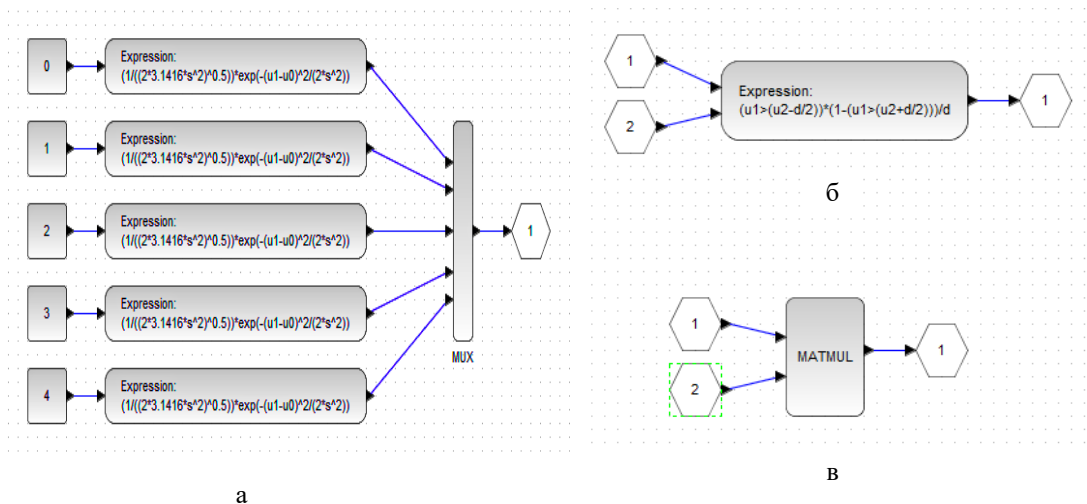 0
Expression:
(1/((2*3.1416*s^2)^0.5))*exp(-(u1-u0)^2/(2*s^2))
1
Expression:
(1/((2*3.1416*s^2)^0.5))*exp(-(u1-u0)^2/(2*s^2))
2
Expression:
(1/((2*3.1416*s^2)^0.5))*exp(-(u1-u0)^2/(2*s^2))
3
Expression:
(1/((2*3.1416*s^2)^0.5))*exp(-(u1-u0)^2/(2*s^2))
4
Expression:
(1/((2*3.1416*s^2)^0.5))*exp(-(u1-u0)^2/(2*s^2))
MUX
1
а
1
2
Expression:
(u1>(u2-d/2))*(1-(u1>(u2+d/2)))/d
1
б
1
2
MATMUL
1
в